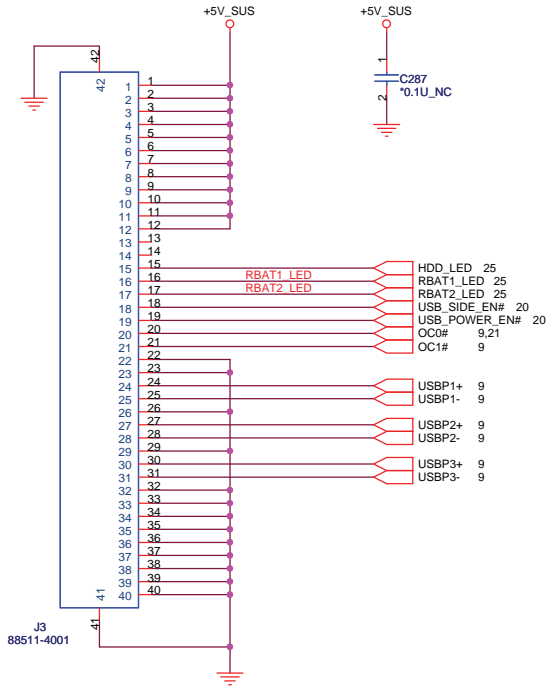 +5V_SUS +5V_SUS
42
42
1 1
2 2
3 3
4 4
5 5
6 6
7 7
8 8
9 9
10 10
11 11
12 12
13 13
14 14
15 15 HDD_LED 25
16 16 RBAT1_LED RBAT1_LED 25
17 17 RBAT2_LED RBAT2_LED 25
18 18 USB_SIDE_EN# 20
19 19 USB_POWER_EN# 20
20 20 OC0# 9,21
21 21 OC1# 9
22 22
23 23
24 24 USBP1+ 9
25 25 USBP1- 9
26 26
27 27 USBP2+ 9
28 28 USBP2- 9
29 29
30 30 USBP3+ 9
31 31 USBP3- 9
32 32
33 33
34 34
35 35
36 36
37 37
38 38
39 39
40 40
41
41
J3
88511-4001
1
C287
*0.1U_NC
2